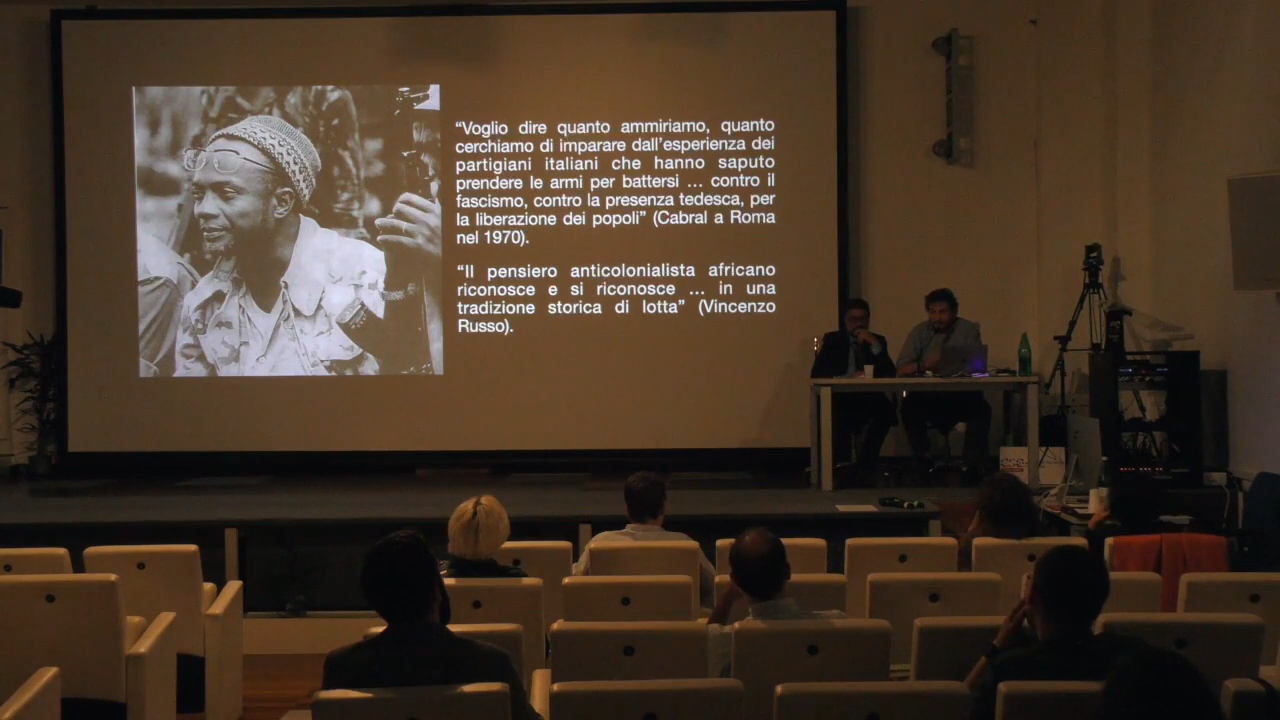 “Voglio dire quanto ammiriamo, quanto
cerchiamo di imparare dall’esperienza dei
partigiani italiani che hanno saputo
prendere le armi per battersi ... contro il
fascismo, contro la presenza tedesca, per
la liberazione dei popoli” (Cabral a Roma
nel 1970).
“Il pensiero anticolonialista africano
riconosce e si riconosce ... in una
tradizione storica di lotta” (Vincenzo
Russo).